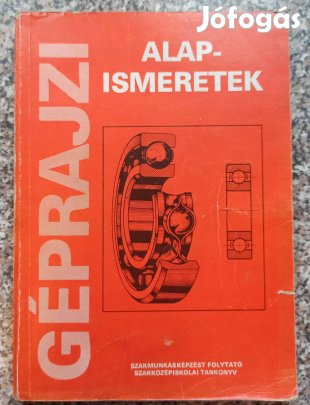 Jófogás
GÉPRAJZI
ALAP-
ISMERETEK
SZAKMUNKÁSKÉPZÉST FOLYTATÓ
SZAKKÖZÉPISKOLAI TANKÖNYV